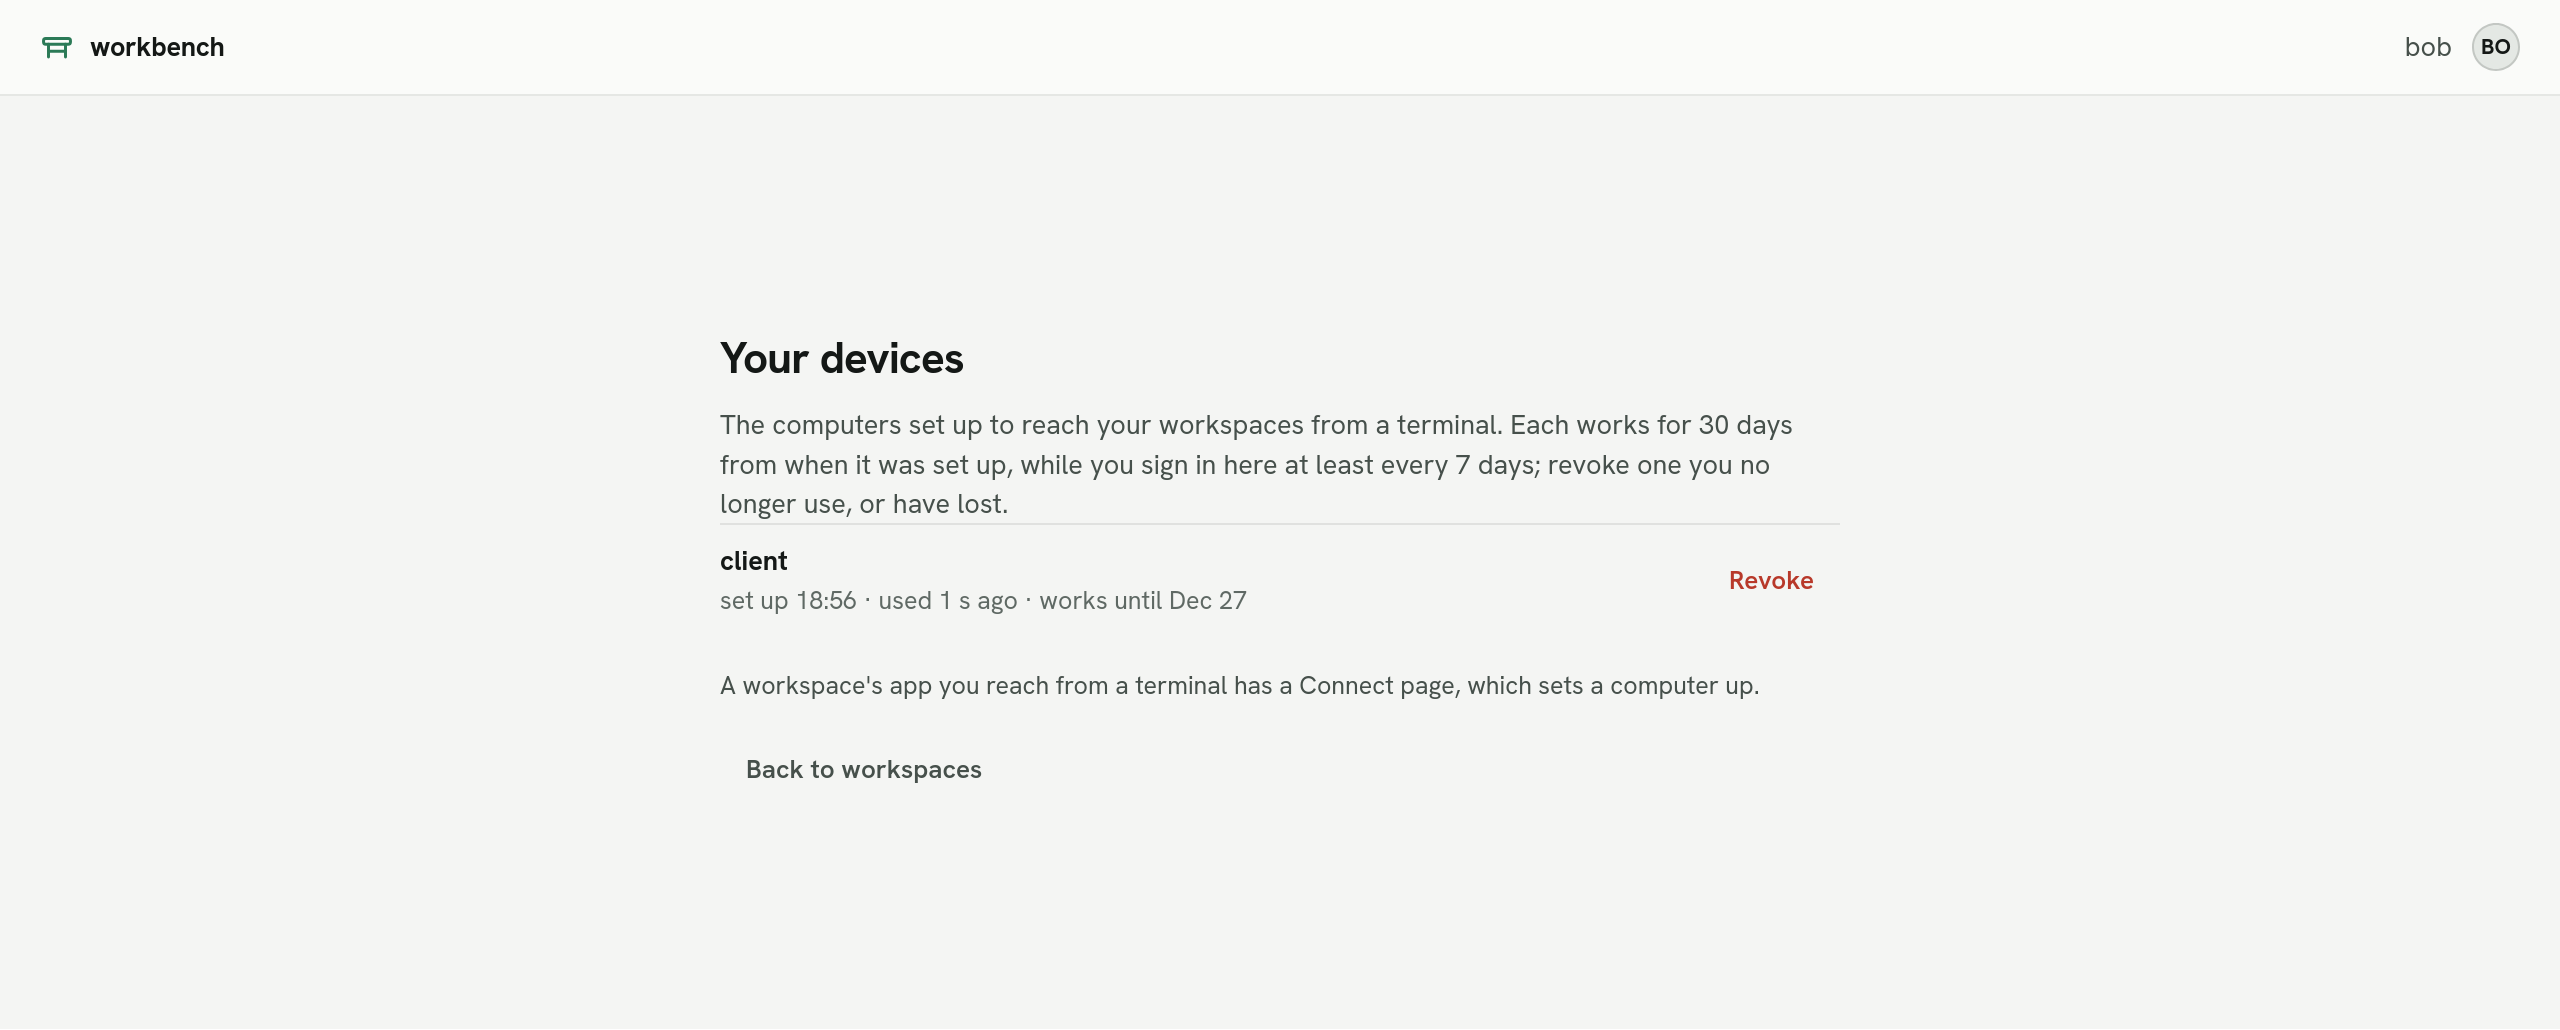 workbench
bob BO
Your devices
The computers set up to reach your workspaces from a terminal. Each works for 30 days
from when it was set up, while you sign in here at least every 7 days; revoke one you no
longer use, or have lost.
client
Revoke
set up 18:56 · used 1 s ago · works until Dec 27
A workspace's app you reach from a terminal has a Connect page, which sets a computer up.
Back to workspaces